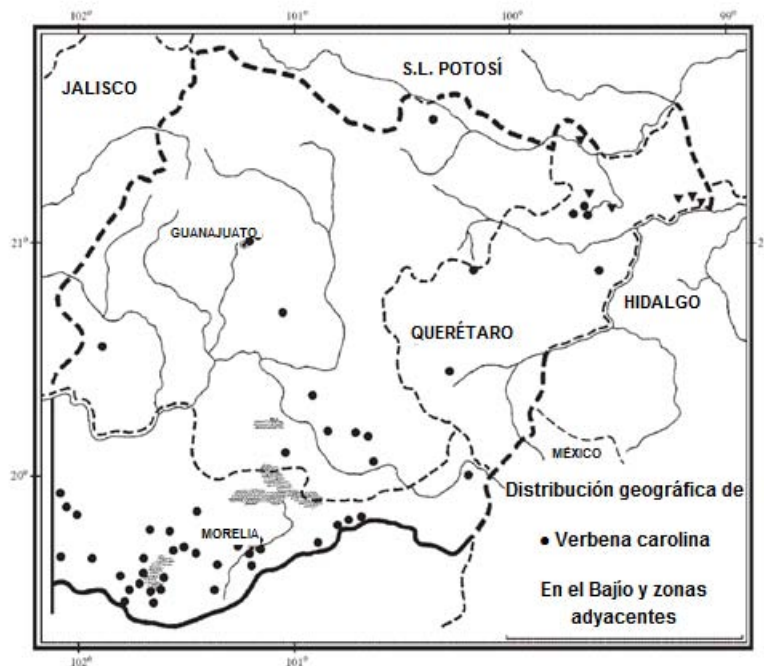 102° 101° 100° 99°
S.L. POTOSÍ
JALISCO
GUANAJUATO
21° 2
HIDALGO
QUERÉTARO
MÉXICO
20°
Distribución geográfica de
MORELIA
• Verbena carolina
En el Bajío y zonas
adyacentes
102° 101°